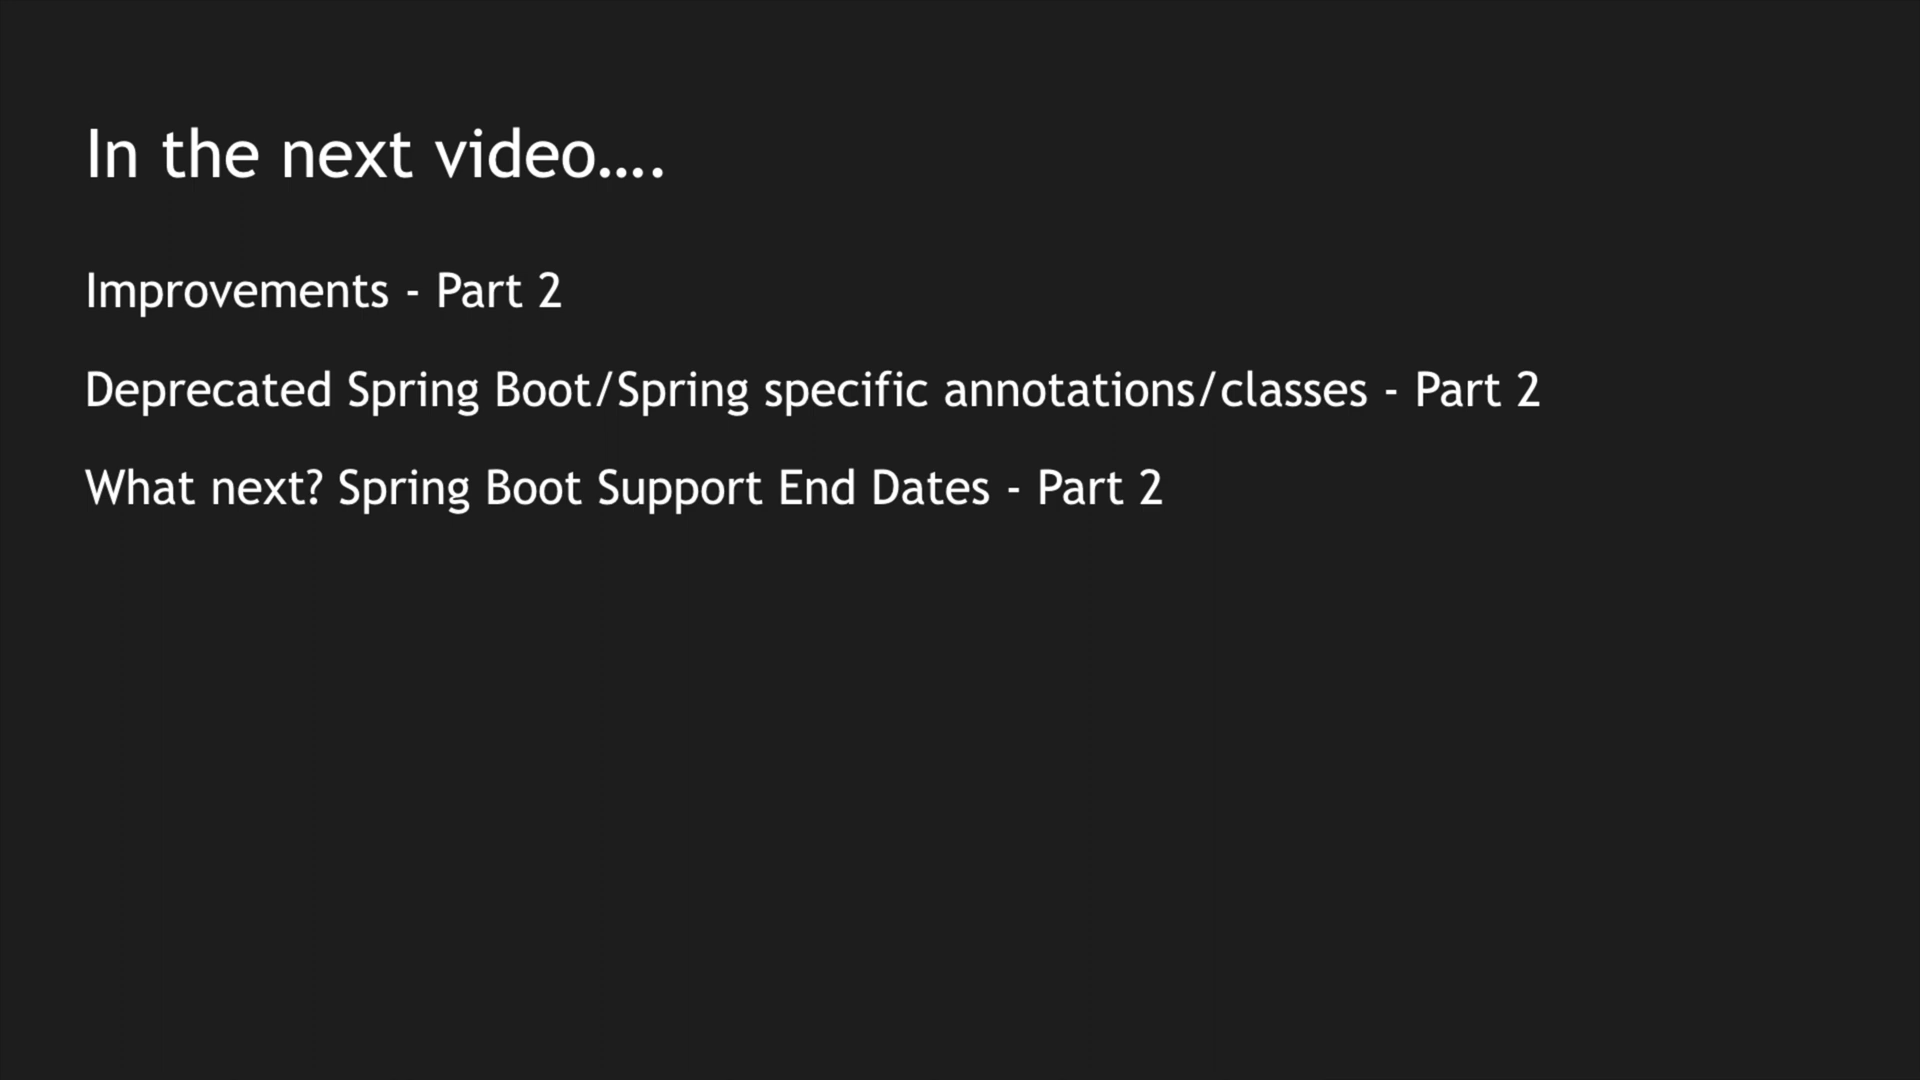 In the next video....
Improvements - Part 2
Deprecated Spring Boot/Spring specific annotations/classes - Part 2
What next? Spring Boot Support End Dates - Part 2